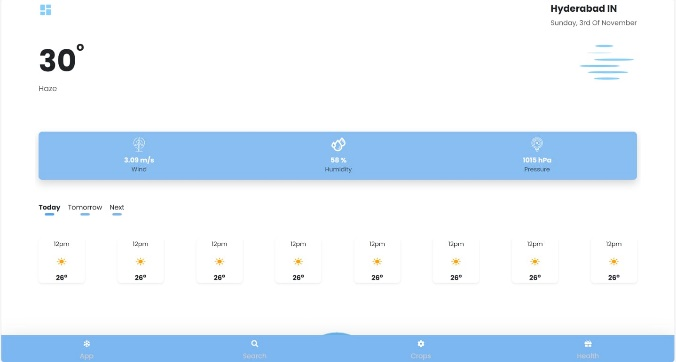 Hyderabad IN
Sunday, 3rd Of November
30°
Haze
3.09 m/s 58 % 1015 hPa
Wind Humidity Pressure
Today Tomorrow Next
12pm 12pm 12pm 12pm 12pm 12pm 12pm 12pm
26° 26° 26° 26° 26° 26° 26° 26°
App Search Crops Health